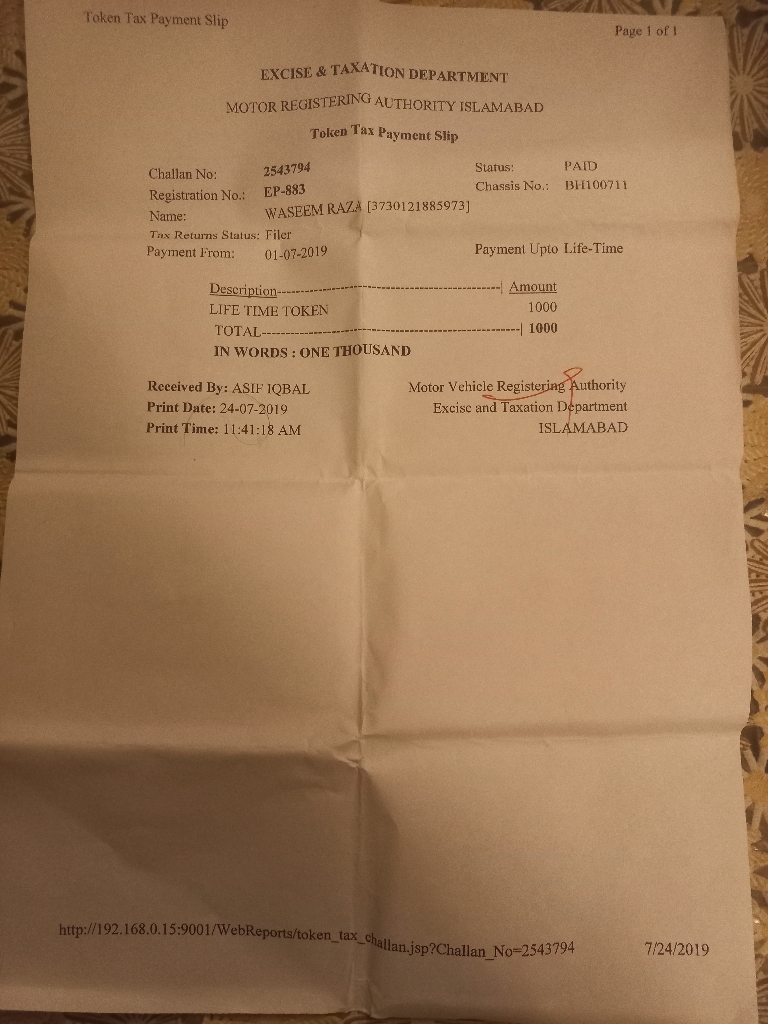 Token Tax Payment Slip Page 1 of 1
EXCISE & TAXATION DEPARTMENT
MOTOR REGISTERING AUTHORITY ISLAMABAD
Token Tax Payment Slip
Challan No: 2543794 Status: PAID
Registration No.: EP-883 Chassis No.: BH100711
Name: WASEEM RAZA [3730121885973]
Tax Returns Status: Filer
Payment From: 01-07-2019 Payment Upto Life-Time
Description--------------------------------------------------| Amount
LIFE TIME TOKEN 1000
TOTAL--------------------------------------------------------| 1000
IN WORDS : ONE THOUSAND
Received By: ASIF IQBAL Motor Vehicle Registering Authority
Print Date: 24-07-2019 Excise and Taxation Department
Print Time: 11:41:18 AM ISLAMABAD
http://192.168.0.15:9001/WebReports/token_tax_challan.jsp?Challan_No=2543794 7/24/2019